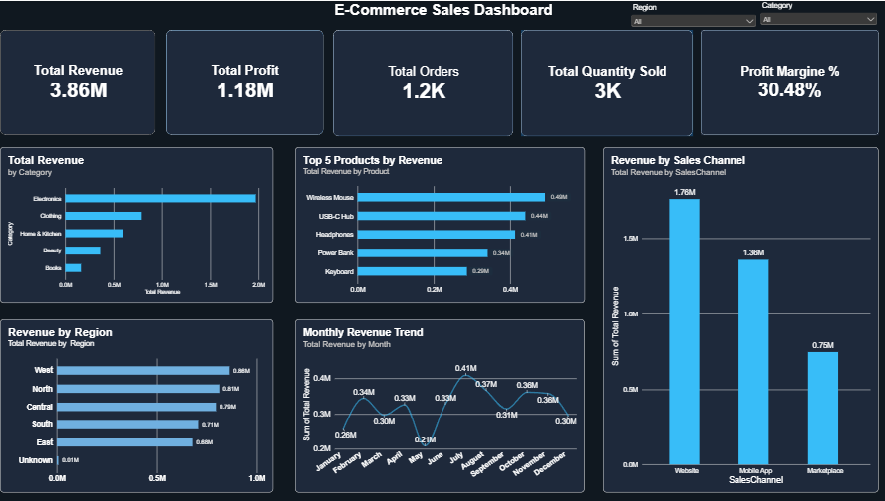 E-Commerce Sales Dashboard
Region
All
Category
All
Total Revenue
3.86M
Total Profit
1.18M
Total Orders
1.2K
Total Quantity Sold
3K
Profit Margine %
30.48%
Total Revenue
by Category
Category
Electronics
Clothing
Home & Kitchen
Beauty
Books
0.0M 0.5M 1.0M 1.5M 2.0M
Total Revenue
Top 5 Products by Revenue
Total Revenue by Product
Wireless Mouse 0.49M
USB-C Hub 0.44M
Headphones 0.41M
Power Bank 0.34M
Keyboard 0.29M
0.0M 0.2M 0.4M
Revenue by Sales Channel
Total Revenue by SalesChannel
Sum of Total Revenue
1.5M
1.0M
0.5M
0.0M
1.76M
1.36M
0.75M
Website Mobile App Marketplace
SalesChannel
Revenue by Region
Total Revenue by Region
West 0.86M
North 0.81M
Central 0.79M
South 0.71M
East 0.68M
Unknown 0.01M
0.0M 0.5M 1.0M
Monthly Revenue Trend
Total Revenue by Month
Sum of Total Revenue
0.4M
0.3M
0.2M
0.26M 0.34M 0.30M 0.33M 0.21M 0.33M 0.41M 0.37M 0.31M 0.36M 0.36M 0.30M
January February March April May June July August September October November December